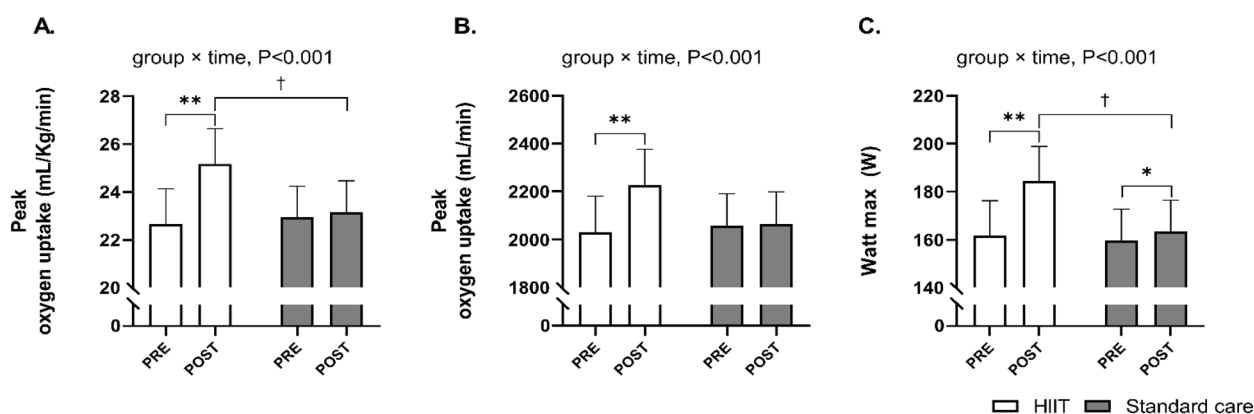 A.
group × time, P<0.001
Peak
oxygen uptake (mL/Kg/min)
28
26
24
22
20
0
**
†
PRE
POST
PRE
POST
B.
group × time, P<0.001
Peak
oxygen uptake (mL/min)
2600
2400
2200
2000
1800
0
**
PRE
POST
PRE
POST
C.
group × time, P<0.001
Watt max (W)
220
200
180
160
140
0
**
†
*
PRE
POST
PRE
POST
HIIT
Standard care